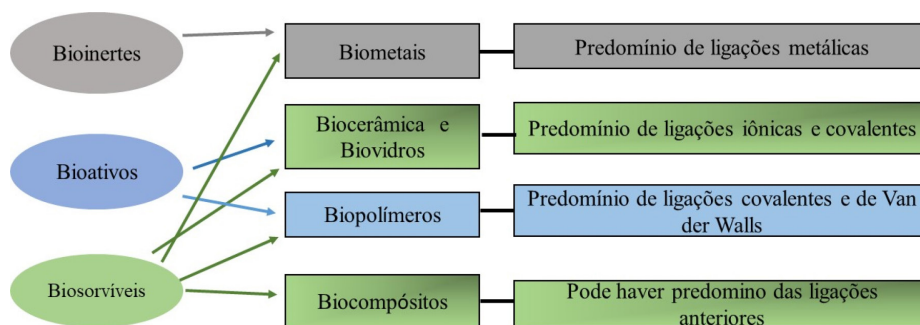 Bioinertes
Biometais
Predomínio de ligações metálicas
Biocerâmica e
Biovidros
Predomínio de ligações iônicas e covalentes
Bioativos
Biopolímeros
Predomínio de ligações covalentes e de Van
der Walls
Biosorvíveis
Biocompósitos
Pode haver predomino das ligações
anteriores